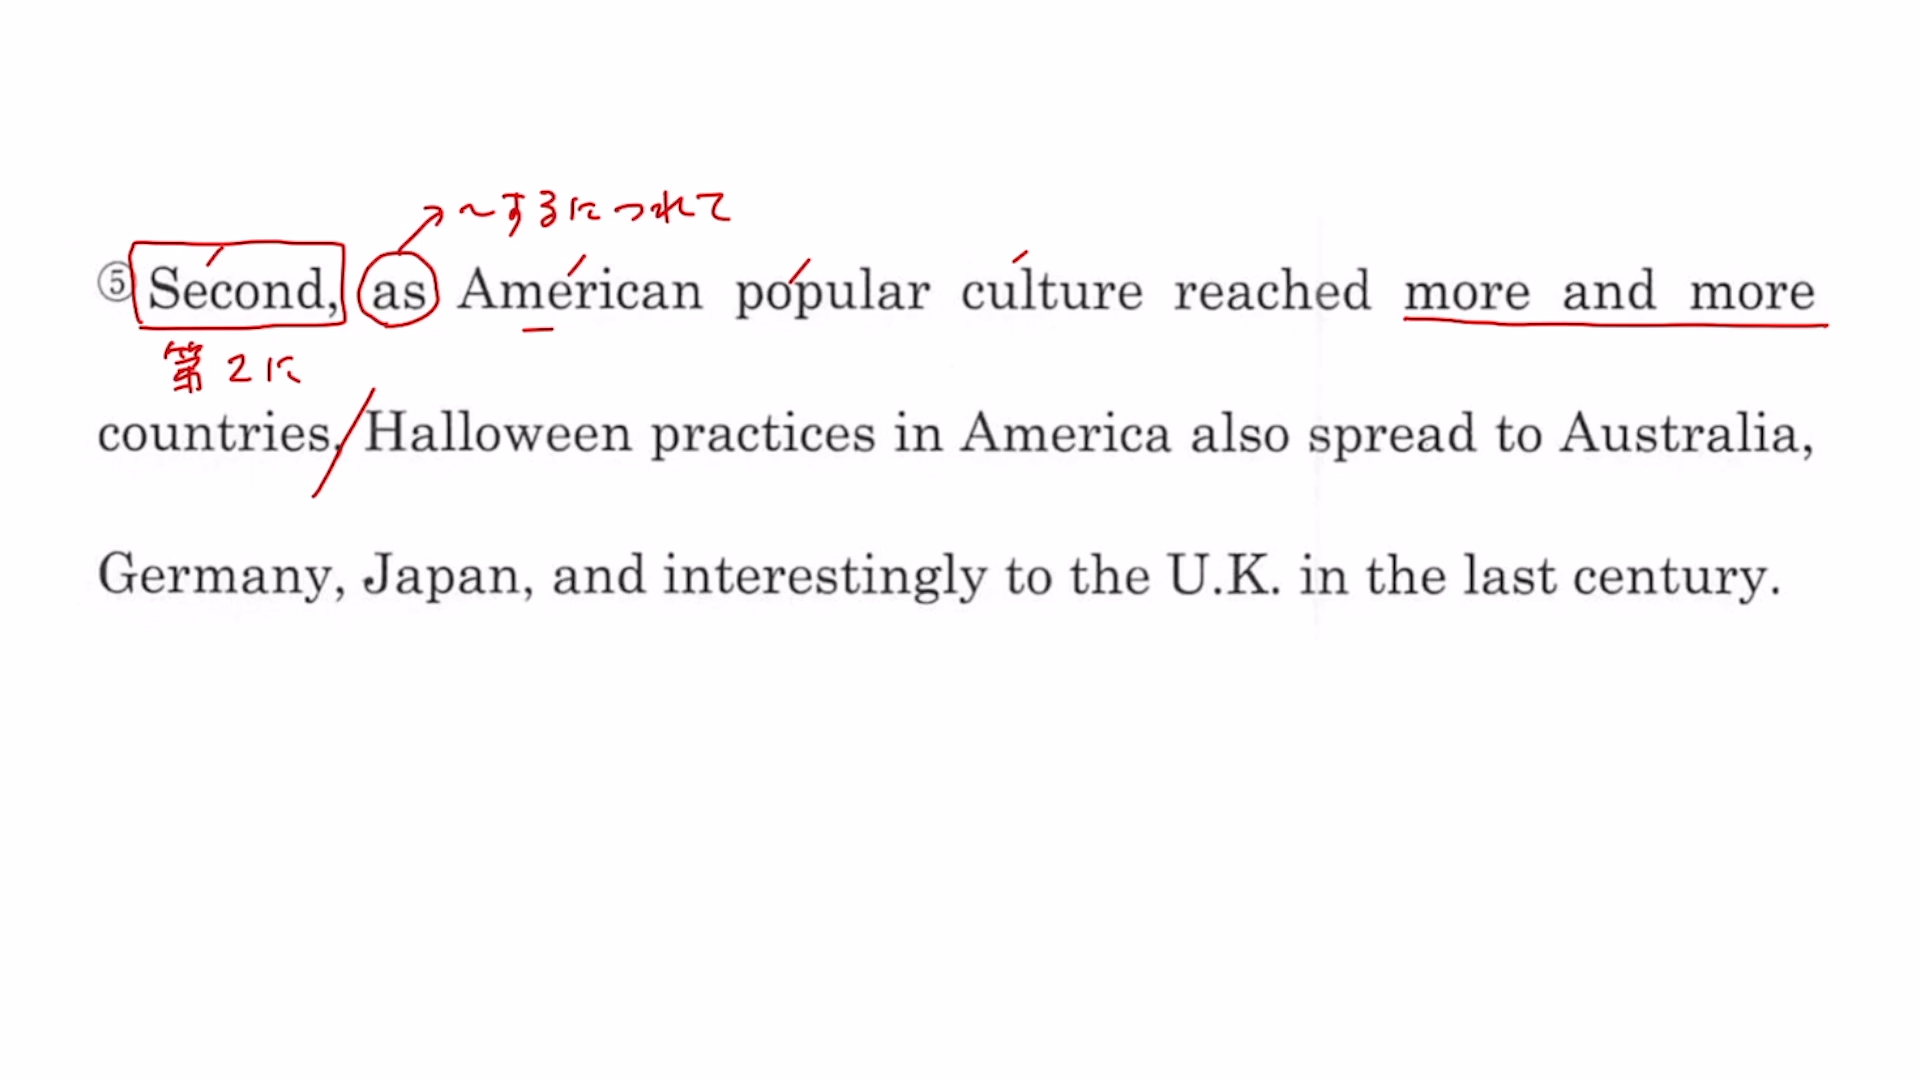 ～するにつれて
⑤ Second, as American popular culture reached more and more
第2に
countries, Halloween practices in America also spread to Australia,
Germany, Japan, and interestingly to the U.K. in the last century.